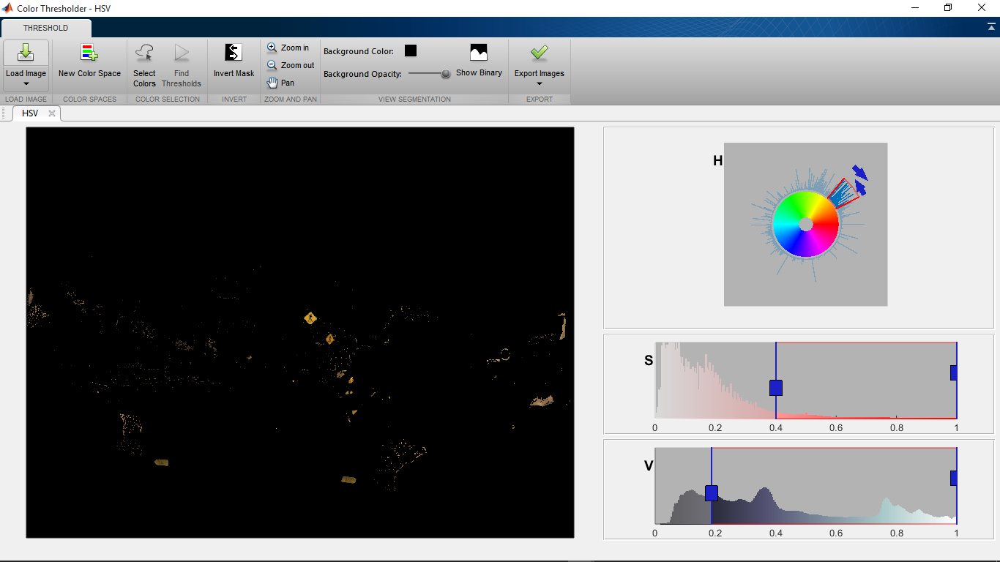 Color Thresholder - HSV
THRESHOLD
Load Image
New Color Space
Select Colors
Find Thresholds
Invert Mask
Zoom in
Zoom out
Pan
Background Color:
Background Opacity:
Show Binary
Export Images
LOAD IMAGE
COLOR SPACES
COLOR SELECTION
INVERT
ZOOM AND PAN
VIEW SEGMENTATION
EXPORT
HSV
H
S
0 0.2 0.4 0.6 0.8 1
V
0 0.2 0.4 0.6 0.8 1